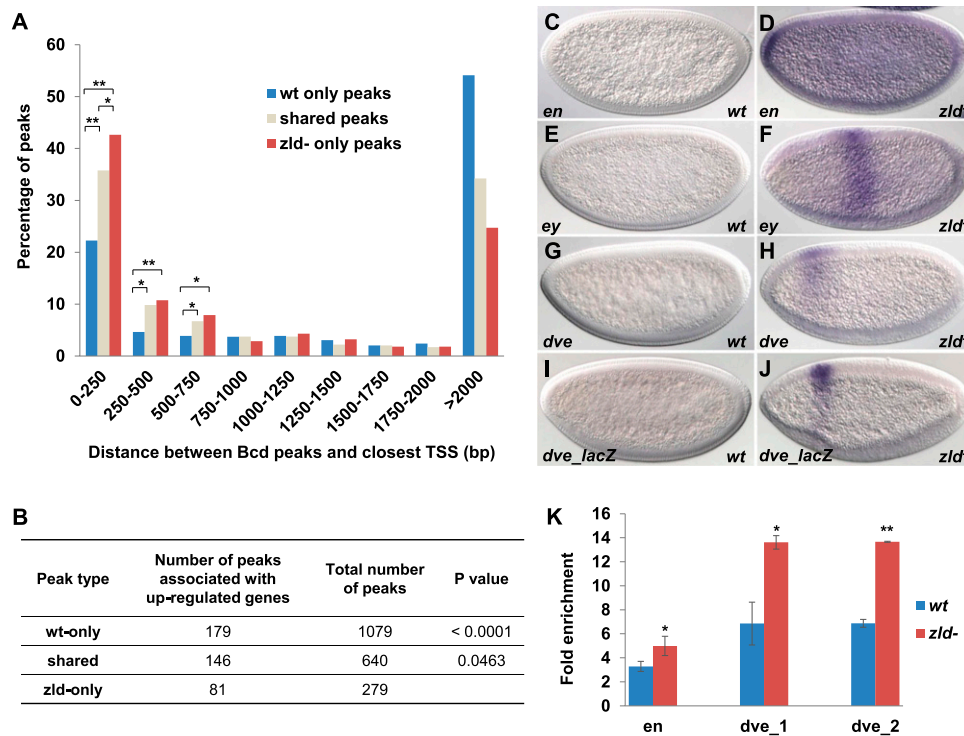 A
Percentage of peaks
60
50
40
30
20
10
0
**
*
**
**
*
*
*
wt only peaks
shared peaks
zld- only peaks
0-250
250-500
500-750
750-1000
1000-1250
1250-1500
1500-1750
1750-2000
>2000
Distance between Bcd peaks and closest TSS (bp)
B
Peak type Number of peaks associated with up-regulated genes Total number of peaks P value
wt-only 179 1079 < 0.0001
shared 146 640 0.0463
zld-only 81 279
C
en wt
D
en zld-
E
ey wt
F
ey zld-
G
dve wt
H
dve zld-
I
dve_lacZ wt
J
dve_lacZ zld-
K
Fold enrichment
16
14
12
10
8
6
4
2
0
*
*
**
wt
zld-
en dve_1 dve_2